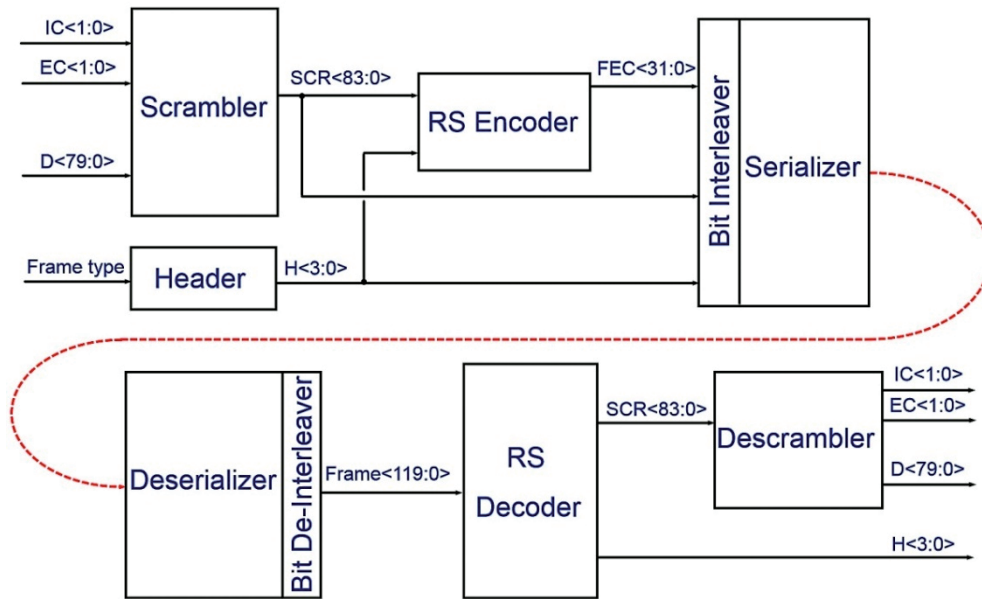 IC<1:0>
EC<1:0>
D<79:0>
Scrambler
SCR<83:0>
RS Encoder
FEC<31:0>
Bit Interleaver
Serializer
Frame type
Header
H<3:0>
Deserializer
Bit De-Interleaver
Frame<119:0>
RS
Decoder
SCR<83:0>
Descrambler
IC<1:0>
EC<1:0>
D<79:0>
H<3:0>